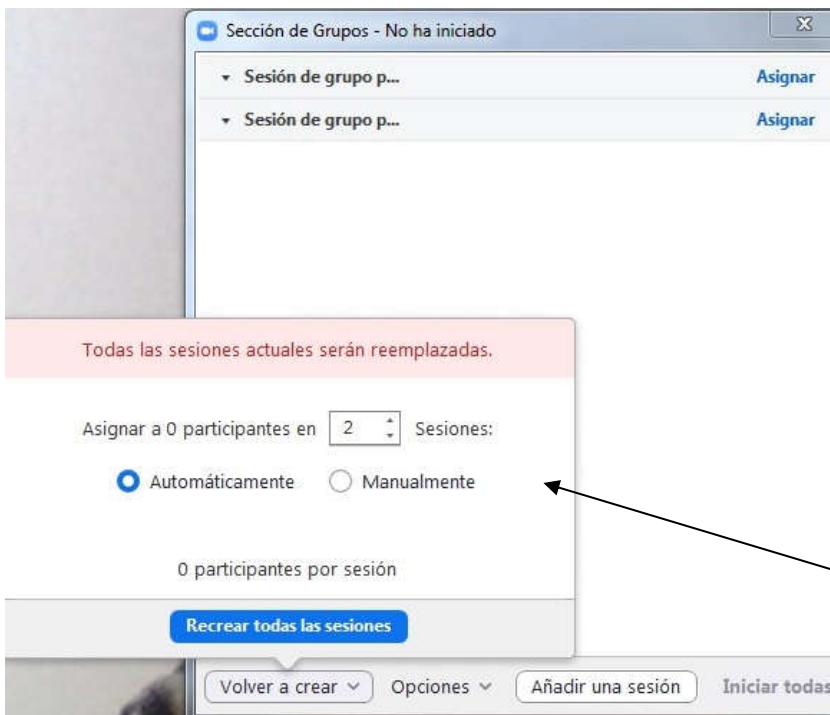 Sección de Grupos - No ha iniciado
Sesión de grupo p... Asignar
Sesión de grupo p... Asignar
Todas las sesiones actuales serán reemplazadas.
Asignar a 0 participantes en 2 Sesiones:
Automáticamente Manualmente
0 participantes por sesión
Recrear todas las sesiones
Volver a crear Opciones Añadir una sesión Iniciar todas